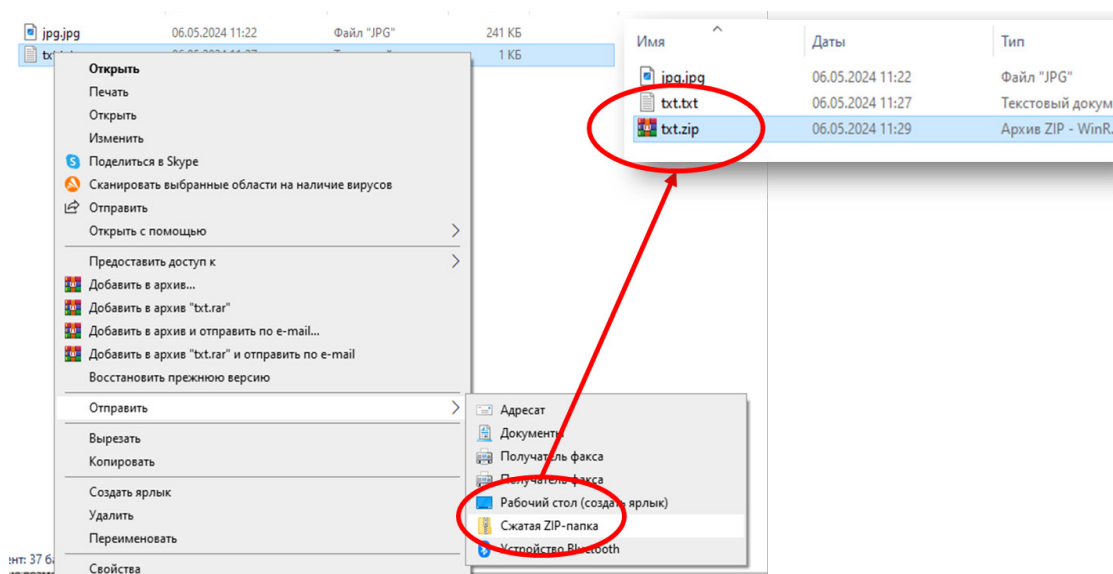 jpg.jpg 06.05.2024 11:22 Файл "JPG" 241 КБ
1 КБ
Открыть
Печать
Открыть
Изменить
Поделиться в Skype
Сканировать выбранные области на наличие вирусов
Отправить
Открыть с помощью
Предоставить доступ к
Добавить в архив...
Добавить в архив "txt.rar"
Добавить в архив и отправить по e-mail...
Добавить в архив "txt.rar" и отправить по e-mail
Восстановить прежнюю версию
Отправить
Вырезать
Копировать
Создать ярлык
Удалить
Переименовать
Свойства
Адресат
Документы
Получатель факса
Получатель факса
Рабочий стол (создать ярлык)
Сжатая ZIP-папка
Устройство Bluetooth
Имя Даты Тип
jpg.jpg 06.05.2024 11:22 Файл "JPG"
txt.txt 06.05.2024 11:27 Текстовый докум
txt.zip 06.05.2024 11:29 Архив ZIP - WinR.